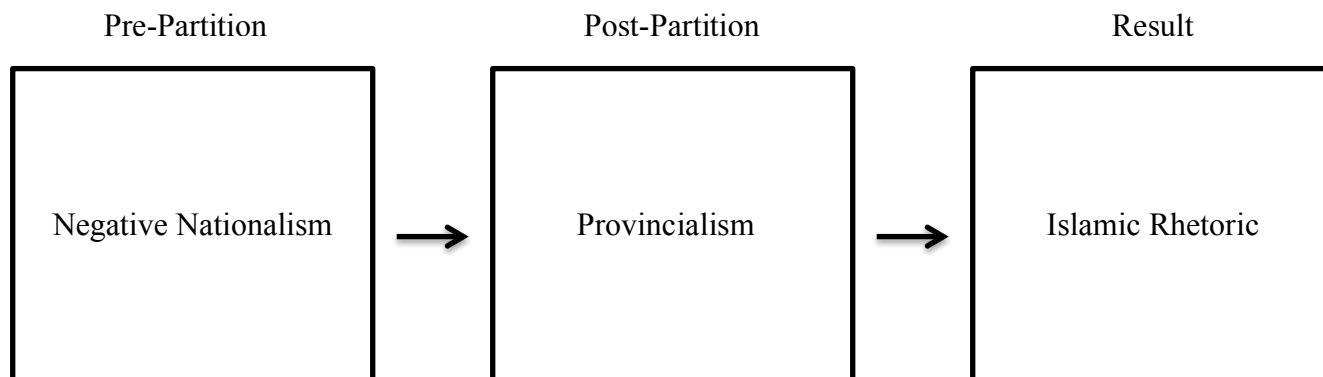 Pre-Partition
Post-Partition
Result
Negative Nationalism
Provincialism
Islamic Rhetoric